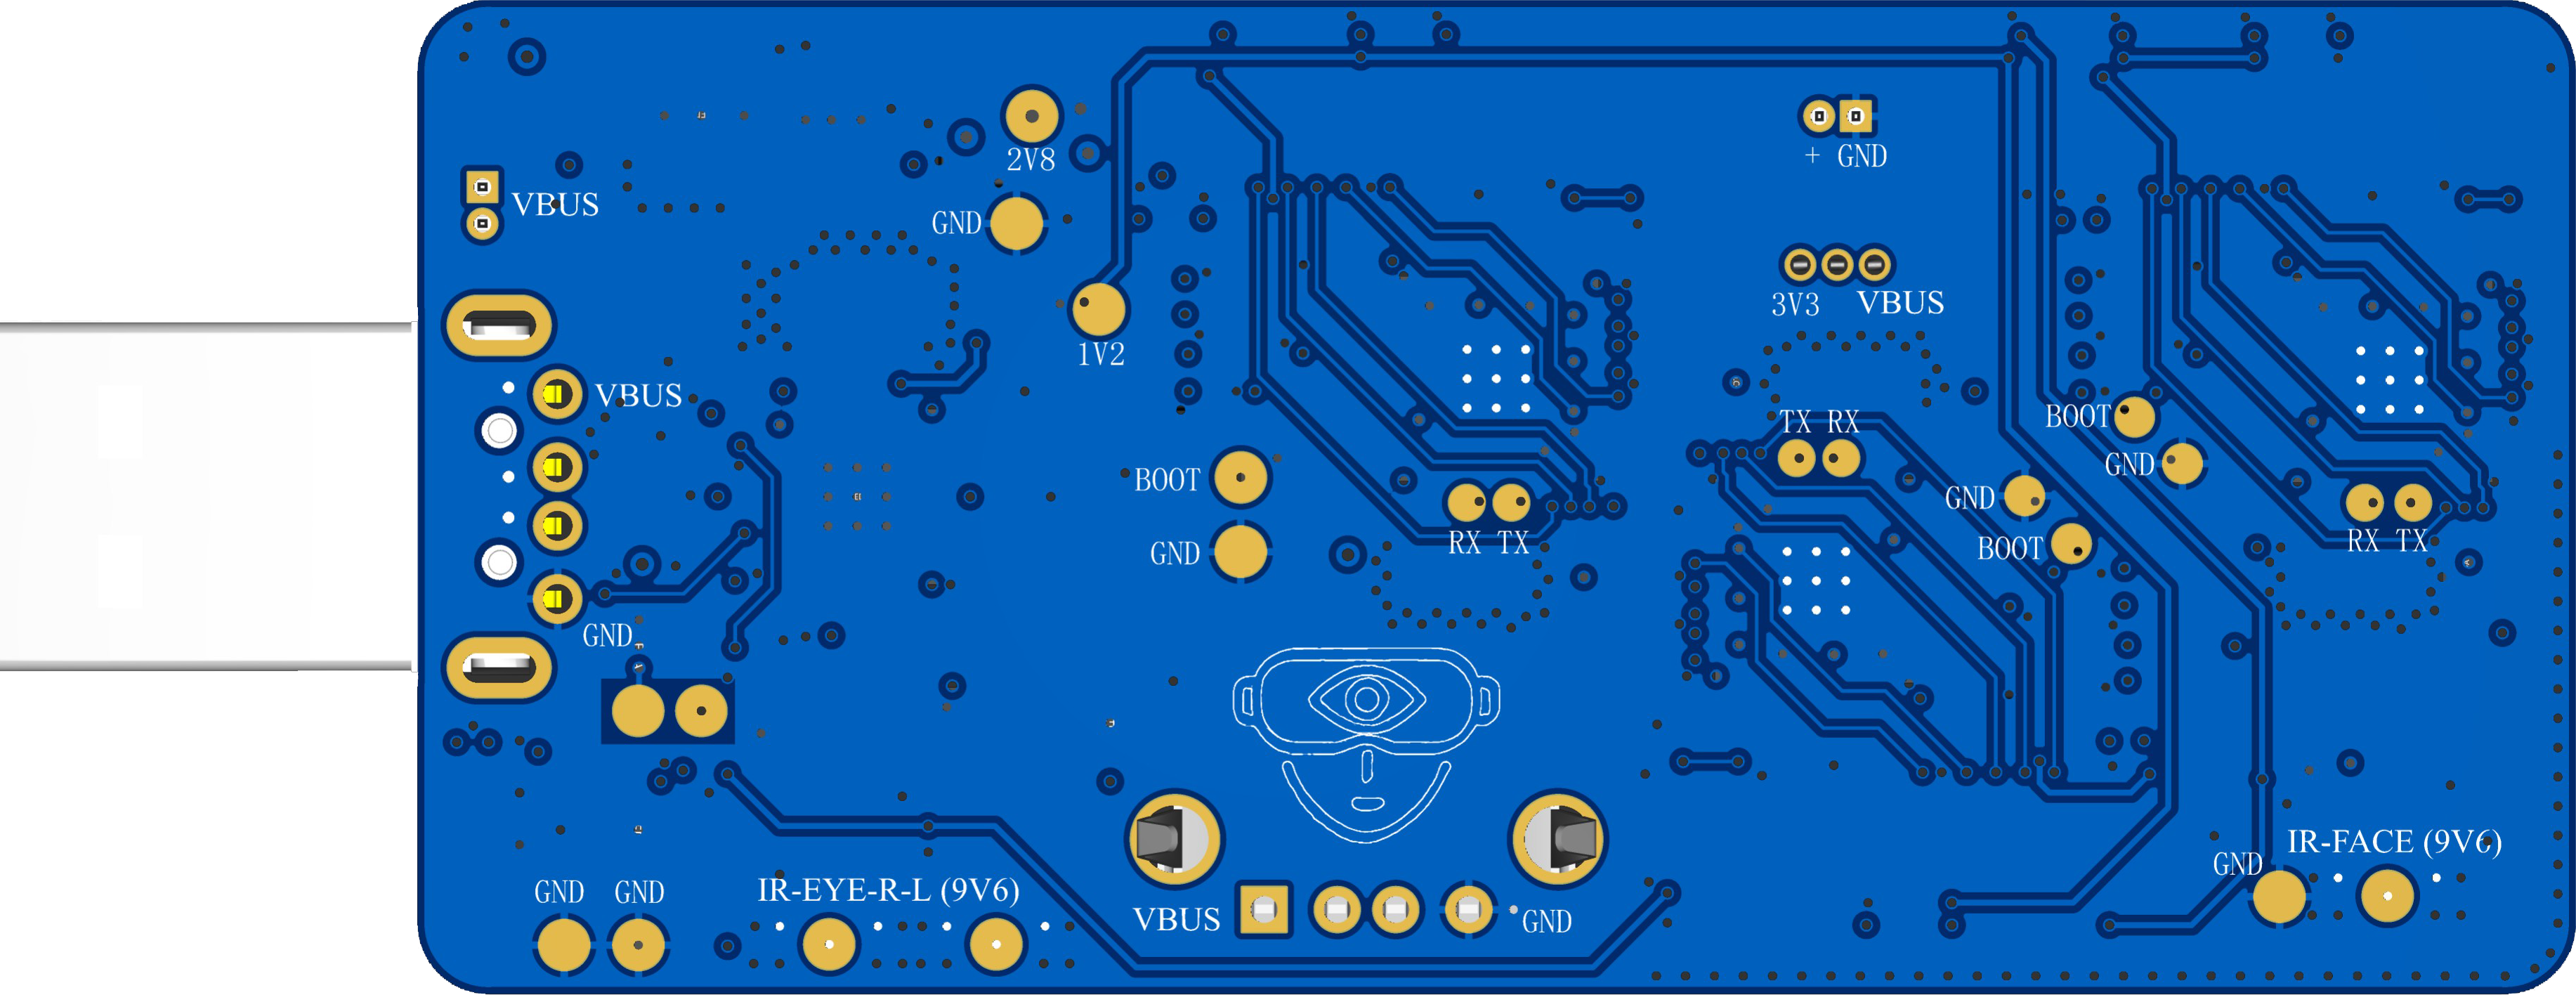 2V8
+ GND
VBUS
GND
3V3 VBUS
1V2
VBUS
TX RX
BOOT
GND
BOOT
GND
RX TX
GND
BOOT
RX TX
GND
IR-FACE (9V6)
GND
GND GND
IR-EYE-R-L (9V6)
VBUS
GND